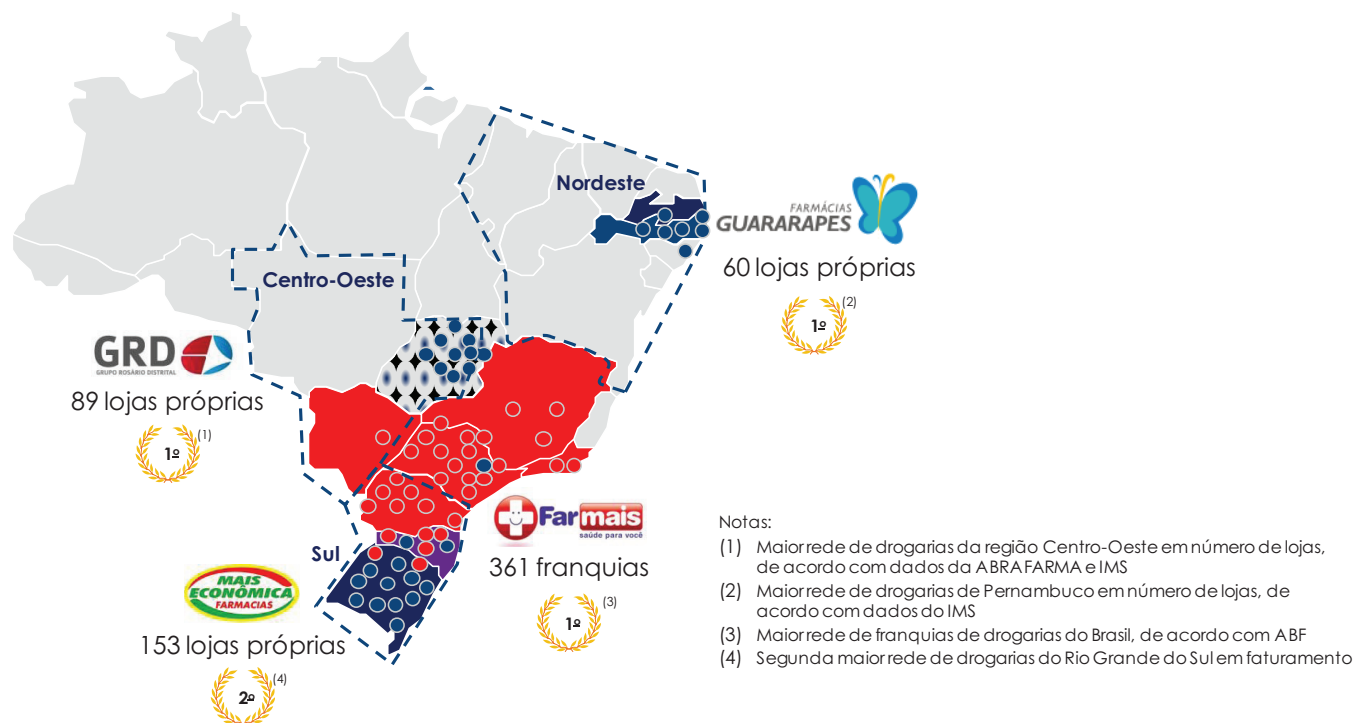 Nordeste
FARMÁCIAS
GUARARAPES
60 lojas próprias
(2)
1º
Centro-Oeste
GRD
GRUPO ROSÁRIO DISTRITAL
89 lojas próprias
(1)
1º
Farmais
saúde para você
361 franquias
(3)
1º
Sul
MAIS
ECONÔMICA
FARMACIAS
153 lojas próprias
(4)
2º
Notas:
(1) Maior rede de drogarias da região Centro-Oeste em número de lojas,
de acordo com dados da ABRAFARMA e IMS
(2) Maior rede de drogarias de Pernambuco em número de lojas, de
acordo com dados do IMS
(3) Maior rede de franquias de drogarias do Brasil, de acordo com ABF
(4) Segunda maior rede de drogarias do Rio Grande do Sul em faturamento